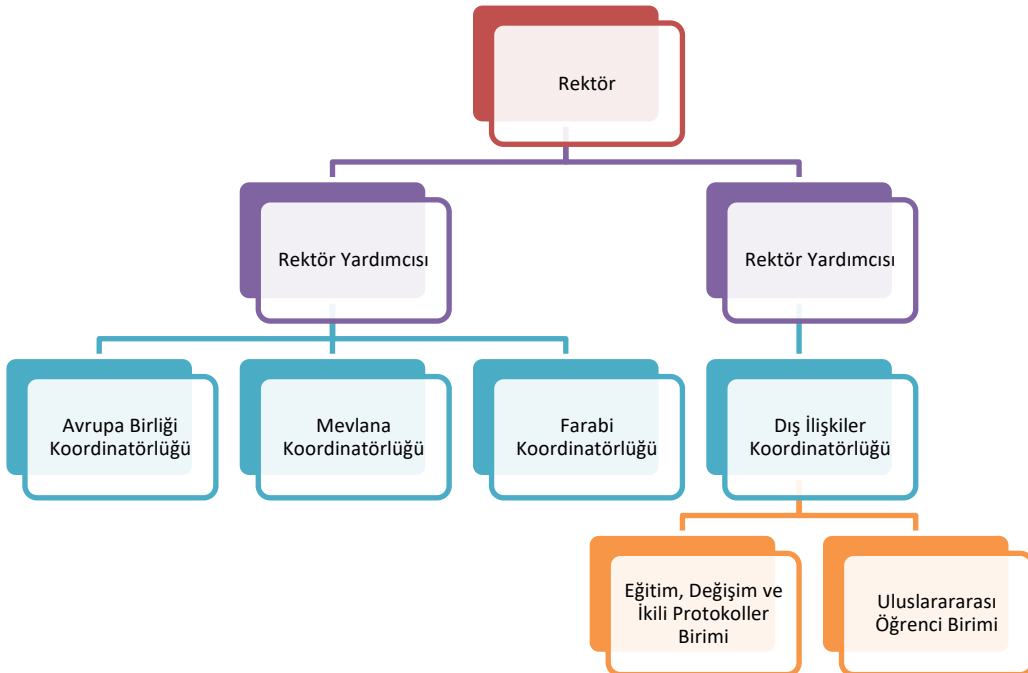 Rektör
Rektör Yardımcısı
Rektör Yardımcısı
Avrupa Birliği
Koordinatörlüğü
Mevlana
Koordinatörlüğü
Farabi
Koordinatörlüğü
Dış İlişkiler
Koordinatörlüğü
Eğitim, Değişim ve
İkili Protokoller
Birimi
Uluslarararası
Öğrenci Birimi